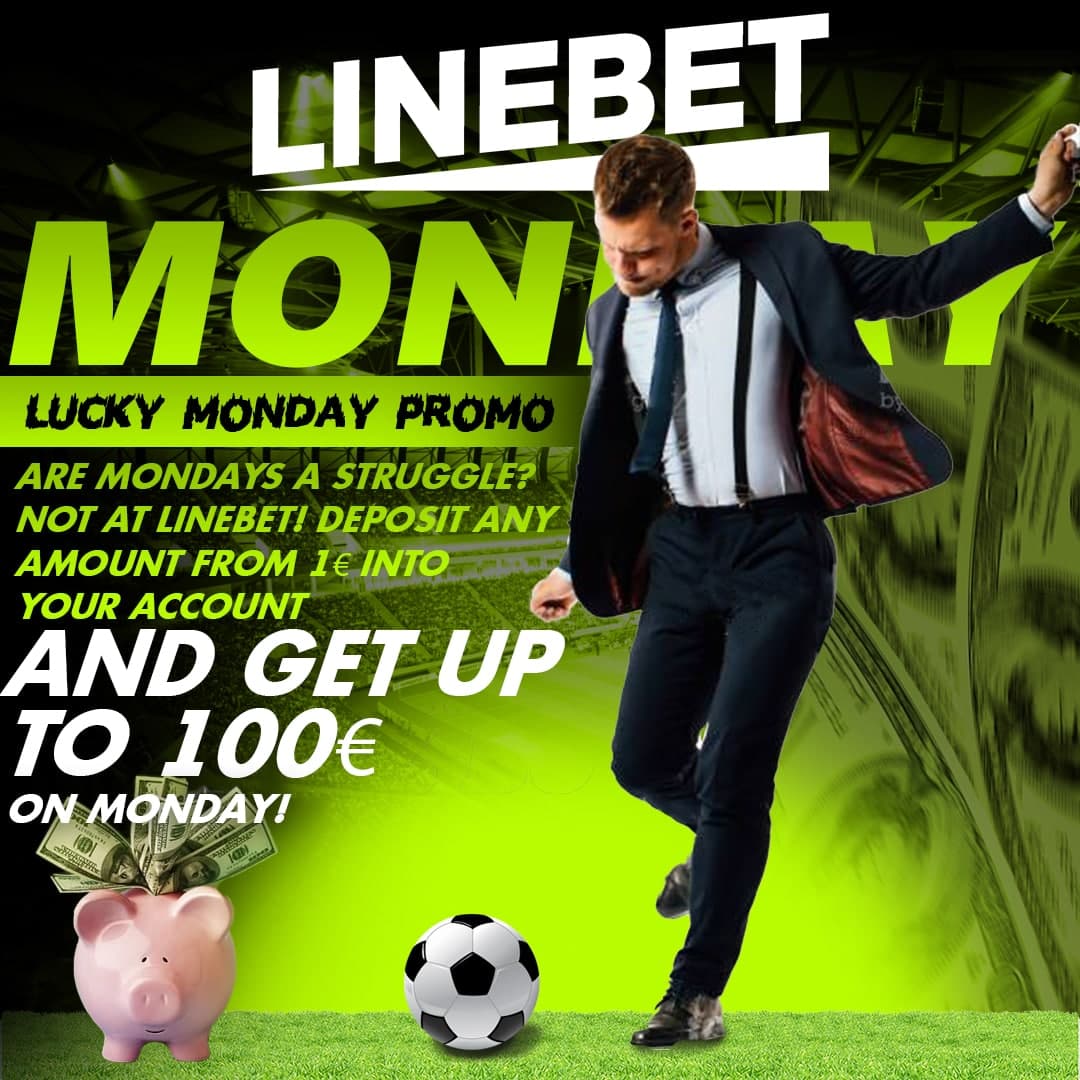 LINEBET
MONDAY
LUCKY MONDAY PROMO
ARE MONDAYS A STRUGGLE?
NOT AT LINEBET! DEPOSIT ANY
AMOUNT FROM 1€ INTO
YOUR ACCOUNT
AND GET UP
TO 100€
ON MONDAY!